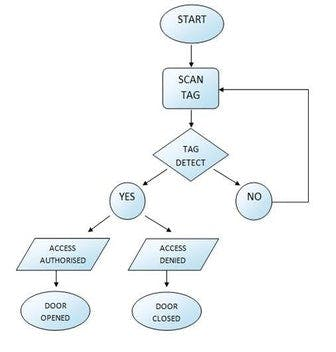 START
SCAN
TAG
TAG
DETECT
YES
NO
ACCESS
AUTHORISED
ACCESS
DENIED
DOOR
OPENED
DOOR
CLOSED